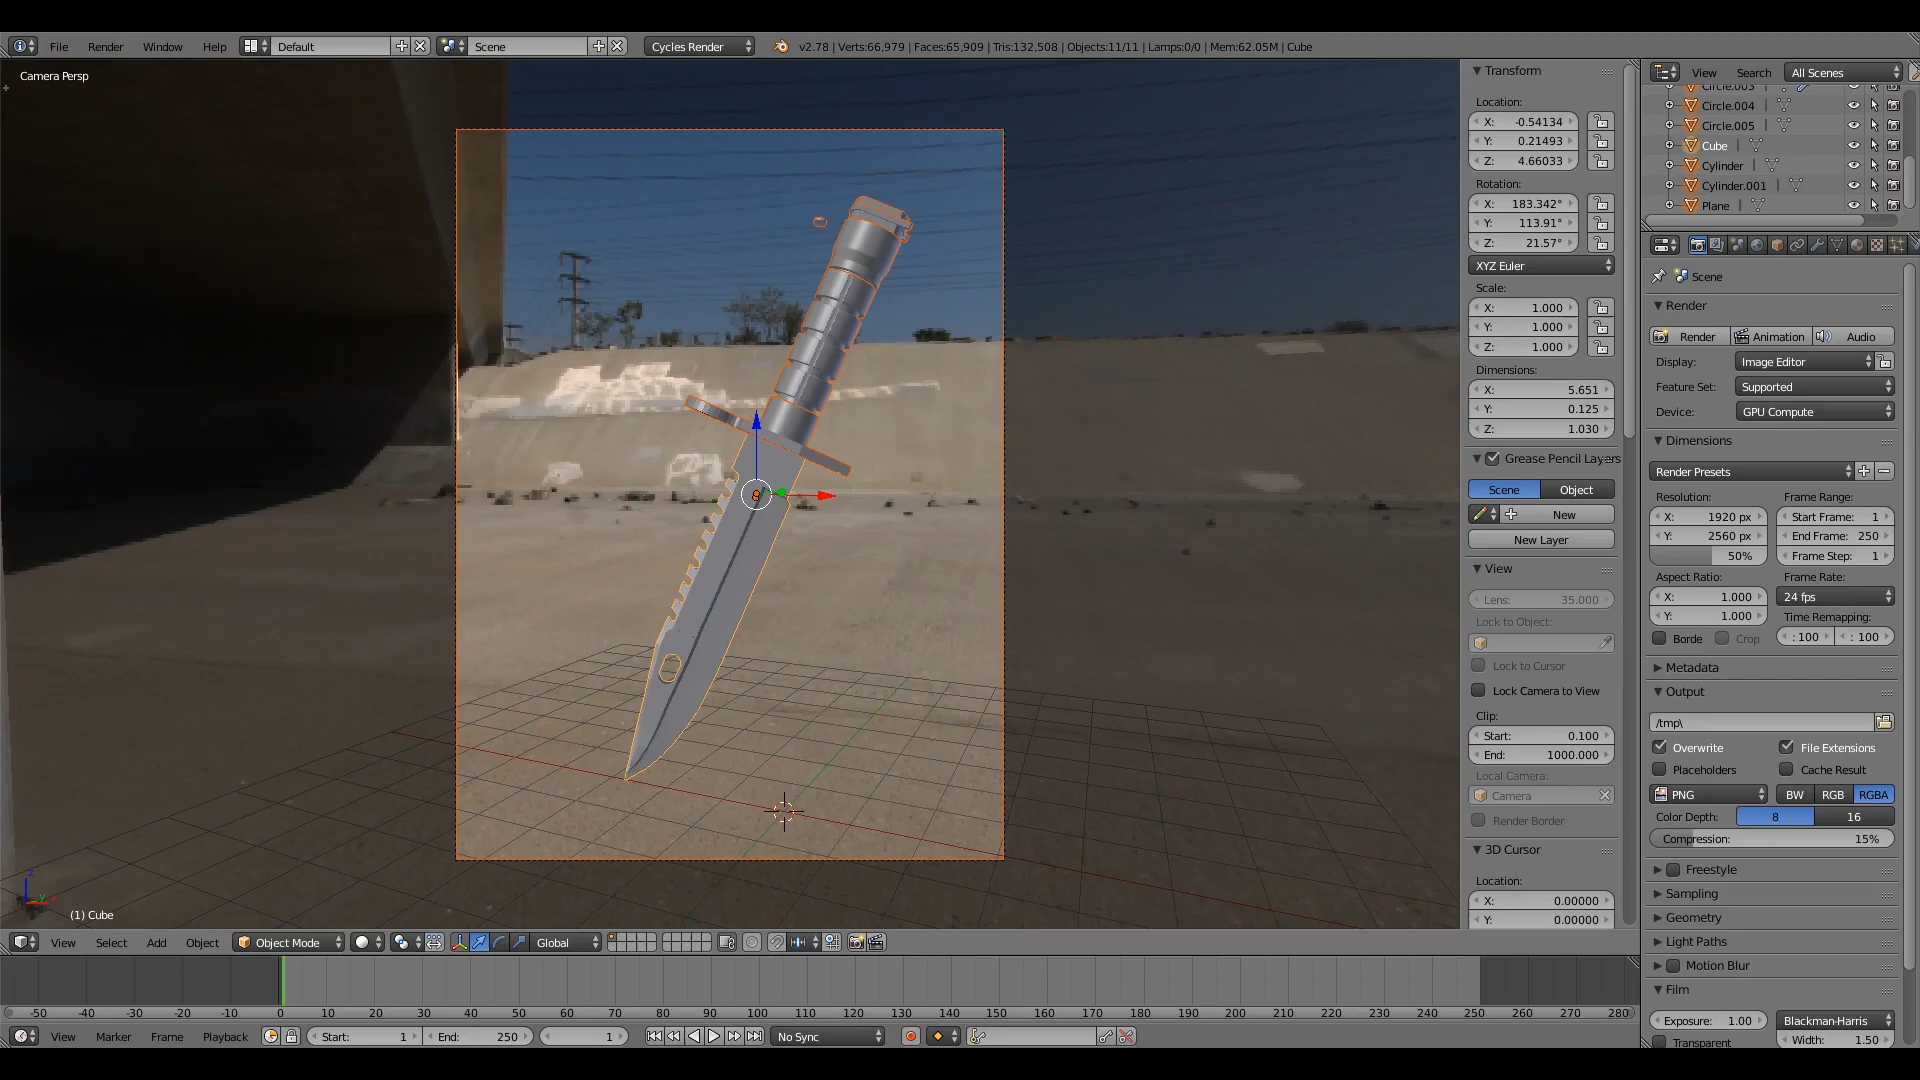 File Render Window Help Default Scene Cycles Render v2.78 | Verts:66,979 | Faces:65,909 | Tris:132,508 | Objects:11/11 | Lamps:0/0 | Mem:62.05M | Cube
Camera Persp
(1) Cube
Transform
Location:
X: -0.54134
Y: 0.21493
Z: 4.66033
Rotation:
X: 183.342°
Y: 113.91°
Z: 21.57°
XYZ Euler
Scale:
X: 1.000
Y: 1.000
Z: 1.000
Dimensions:
X: 5.651
Y: 0.125
Z: 1.030
Grease Pencil Layers
Scene Object
New
New Layer
View
Lens: 35.000
Lock to Object:
Lock to Cursor
Lock Camera to View
Clip:
Start: 0.100
End: 1000.000
Local Camera:
Camera
Render Border
3D Cursor
Location:
X: 0.00000
Y: 0.00000
View Search All Scenes
Circle.003
Circle.004
Circle.005
Cube
Cylinder
Cylinder.001
Plane
Scene
Render
Render Animation Audio
Display: Image Editor
Feature Set: Supported
Device: GPU Compute
Dimensions
Render Presets
Resolution: Frame Range:
X: 1920 px Start Frame: 1
Y: 2560 px End Frame: 250
50% Frame Step: 1
Aspect Ratio: Frame Rate:
X: 1.000 24 fps
Y: 1.000 Time Remapping:
Borde Crop : 100 : 100
Metadata
Output
/tmp\
Overwrite File Extensions
Placeholders Cache Result
PNG BW RGB RGBA
Color Depth: 8 16
Compression: 15%
Freestyle
Sampling
Geometry
Light Paths
Motion Blur
Film
Exposure: 1.00 Blackman-Harris
Transparent Width: 1.50
View Select Add Object Object Mode Global
-50 -40 -30 -20 -10 0 10 20 30 40 50 60 70 80 90 100 110 120 130 140 150 160 170 180 190 200 210 220 230 240 250 260 270 280
View Marker Frame Playback Start: 1 End: 250 1 No Sync
z
y